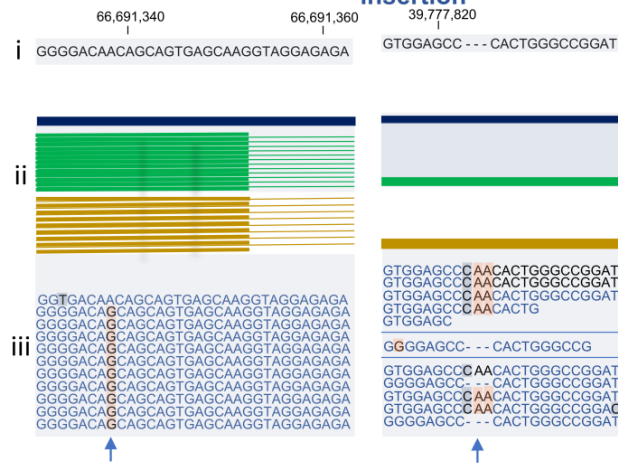 Insertion
66,691,340 66,691,360 39,777,820
i GGGGACAACAGCAGTGAGCAAGGTAGGAGAGA GTGGAGCC---CACTGGGCCGGAT
ii
iii
GGTGACAACAGCAGTGAGCAAGGTAGGAGAGA
GGGGACAGCAGCAGTGAGCAAGGTAGGAGAGA
GGGGACAGCAGCAGTGAGCAAGGTAGGAGAGA
GGGGACAGCAGCAGTGAGCAAGGTAGGAGAGA
GGGGACAGCAGCAGTGAGCAAGGTAGGAGAGA
GGGGACAGCAGCAGTGAGCAAGGTAGGAGAGA
GGGGACAGCAGCAGTGAGCAAGGTAGGAGAGA
GGGGACAGCAGCAGTGAGCAAGGTAGGAGAGA
GGGGACAGCAGCAGTGAGCAAGGTAGGAGAGA
GGGGACAGCAGCAGTGAGCAAGGTAGGAGAGA
GGGGACAGCAGCAGTGAGCAAGGTAGGAGAGA
GTGGAGCCCAACACTGGGCCGGAT
GTGGAGCCCAACACTGGGCCGGAT
GTGGAGCCCAACACTGGGCCGGAT
GTGGAGCCCAACACTG
GTGGAGC
GGGGAGCC---CACTGGGCCG
GTGGAGCCCAACACTGGGCCGGAT
GGGGAGCC---CACTGGGCCGGAT
GTGGAGCCCAACACTGGGCCGGAT
GTGGAGCCCAACACTGGGCCGGAC
GGGGAGCC---CACTGGGCCGGAT